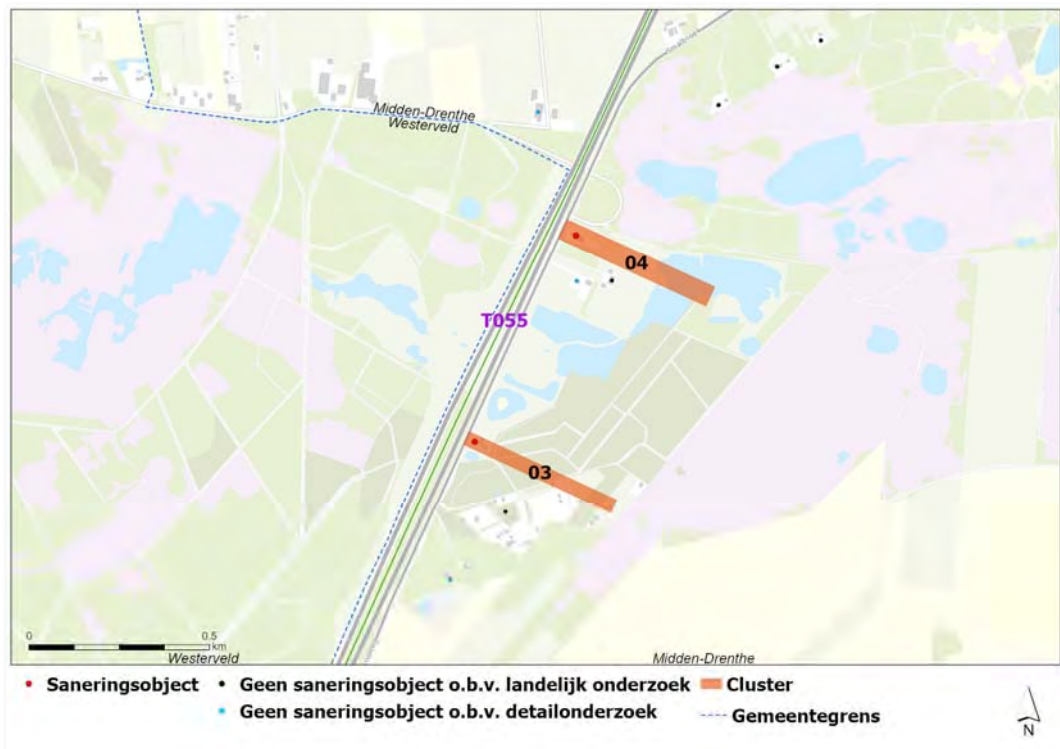 Midden-Drenthe
Westerveld
04
T055
03
0 0.5
km
Westerveld Midden-Drenthe
Saneringsobject Geen saneringsobject o.b.v. landelijk onderzoek Cluster
Geen saneringsobject o.b.v. detailonderzoek Gemeentegrens
N